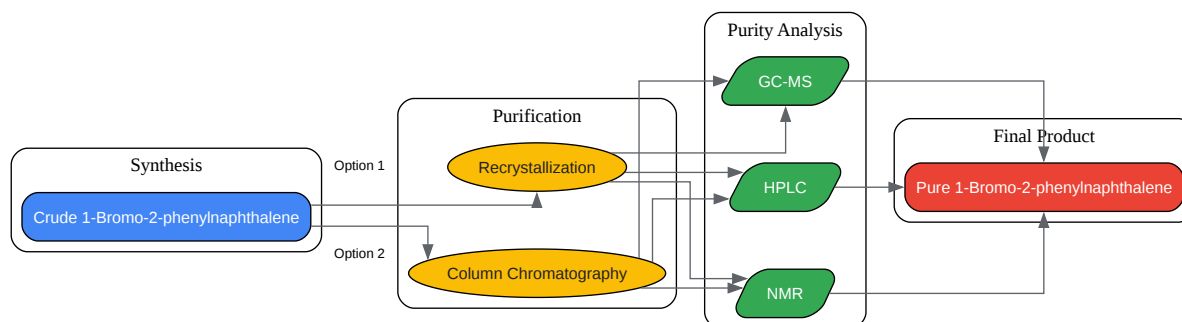 Synthesis
Crude 1-Bromo-2-phenylnaphthalene
Option 1
Option 2
Purification
Recrystallization
Column Chromatography
Purity Analysis
GC-MS
HPLC
NMR
Final Product
Pure 1-Bromo-2-phenylnaphthalene